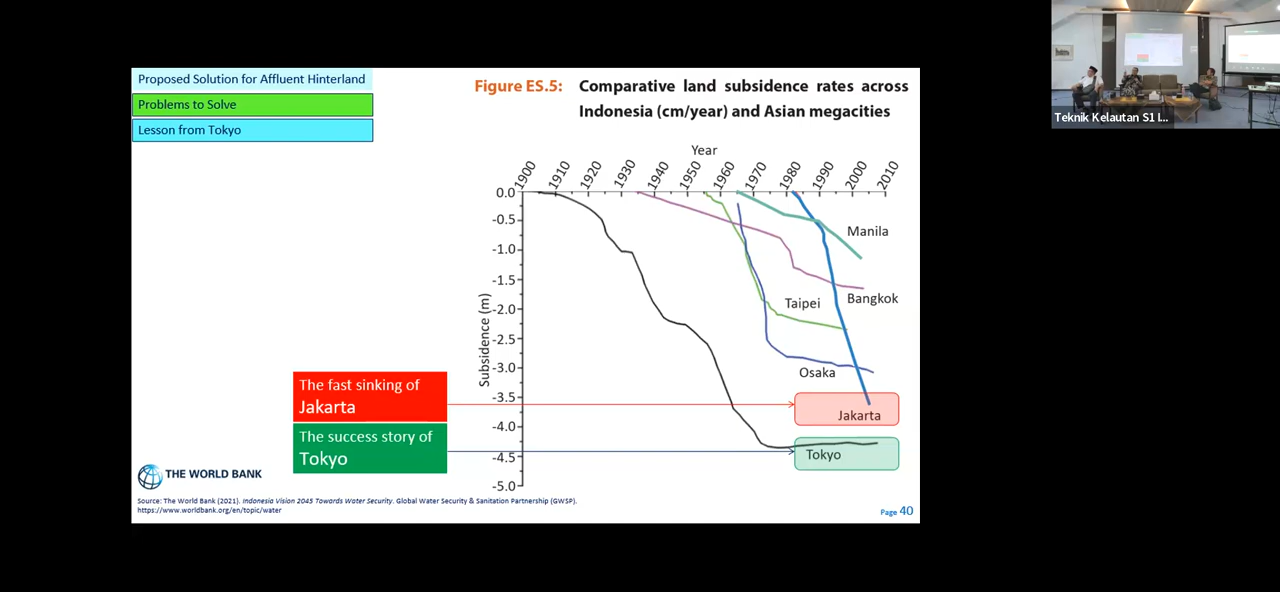 Proposed Solution for Affluent Hinterland
Problems to Solve
Lesson from Tokyo
Figure ES.5: Comparative land subsidence rates across
Indonesia (cm/year) and Asian megacities
Year
1900 1910 1920 1930 1940 1950 1960 1970 1980 1990 2000 2010
0.0
-0.5
-1.0
-1.5
-2.0
-2.5
-3.0
-3.5
-4.0
-4.5
-5.0
Subsidence (m)
Manila
Bangkok
Taipei
Osaka
Jakarta
Tokyo
The fast sinking of
Jakarta
The success story of
Tokyo
THE WORLD BANK
Source: The World Bank (2021). Indonesia Vision 2045 Towards Water Security. Global Water Security & Sanitation Partnership (GWSP).
https://www.worldbank.org/en/topic/water
Page 40
Teknik Kelautan S1 I...